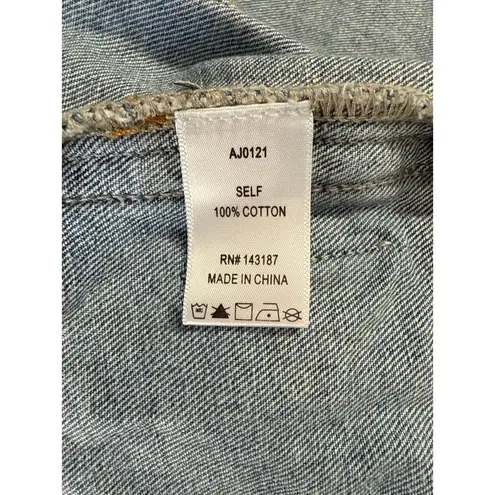 AJ0121
SELF
100% COTTON
RN# 143187
MADE IN CHINA